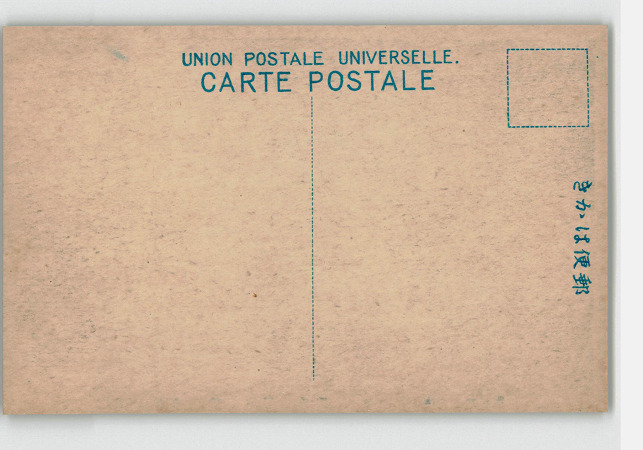 UNION POSTALE UNIVERSELLE.
CARTE POSTALE
きかは便郵